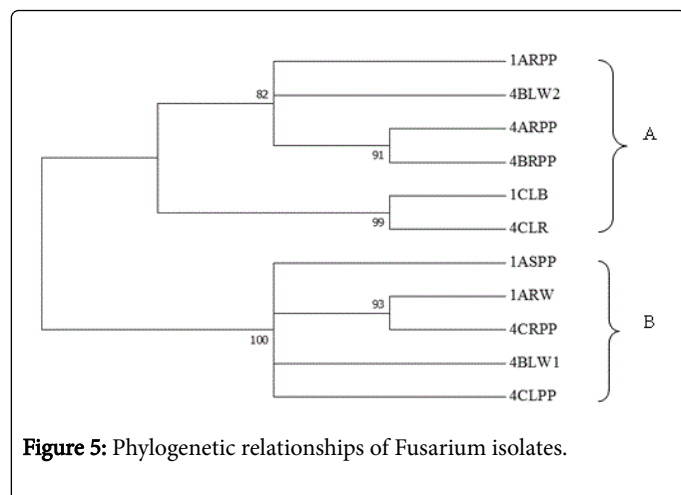 1ARPP
82
4BLW2
4ARPP
A
91
4BRPP
1CLB
99
4CLR
1ASPP
93
1ARW
B
4CRPP
100
4BLW1
4CLPP
Figure 5: Phylogenetic relationships of Fusarium isolates.